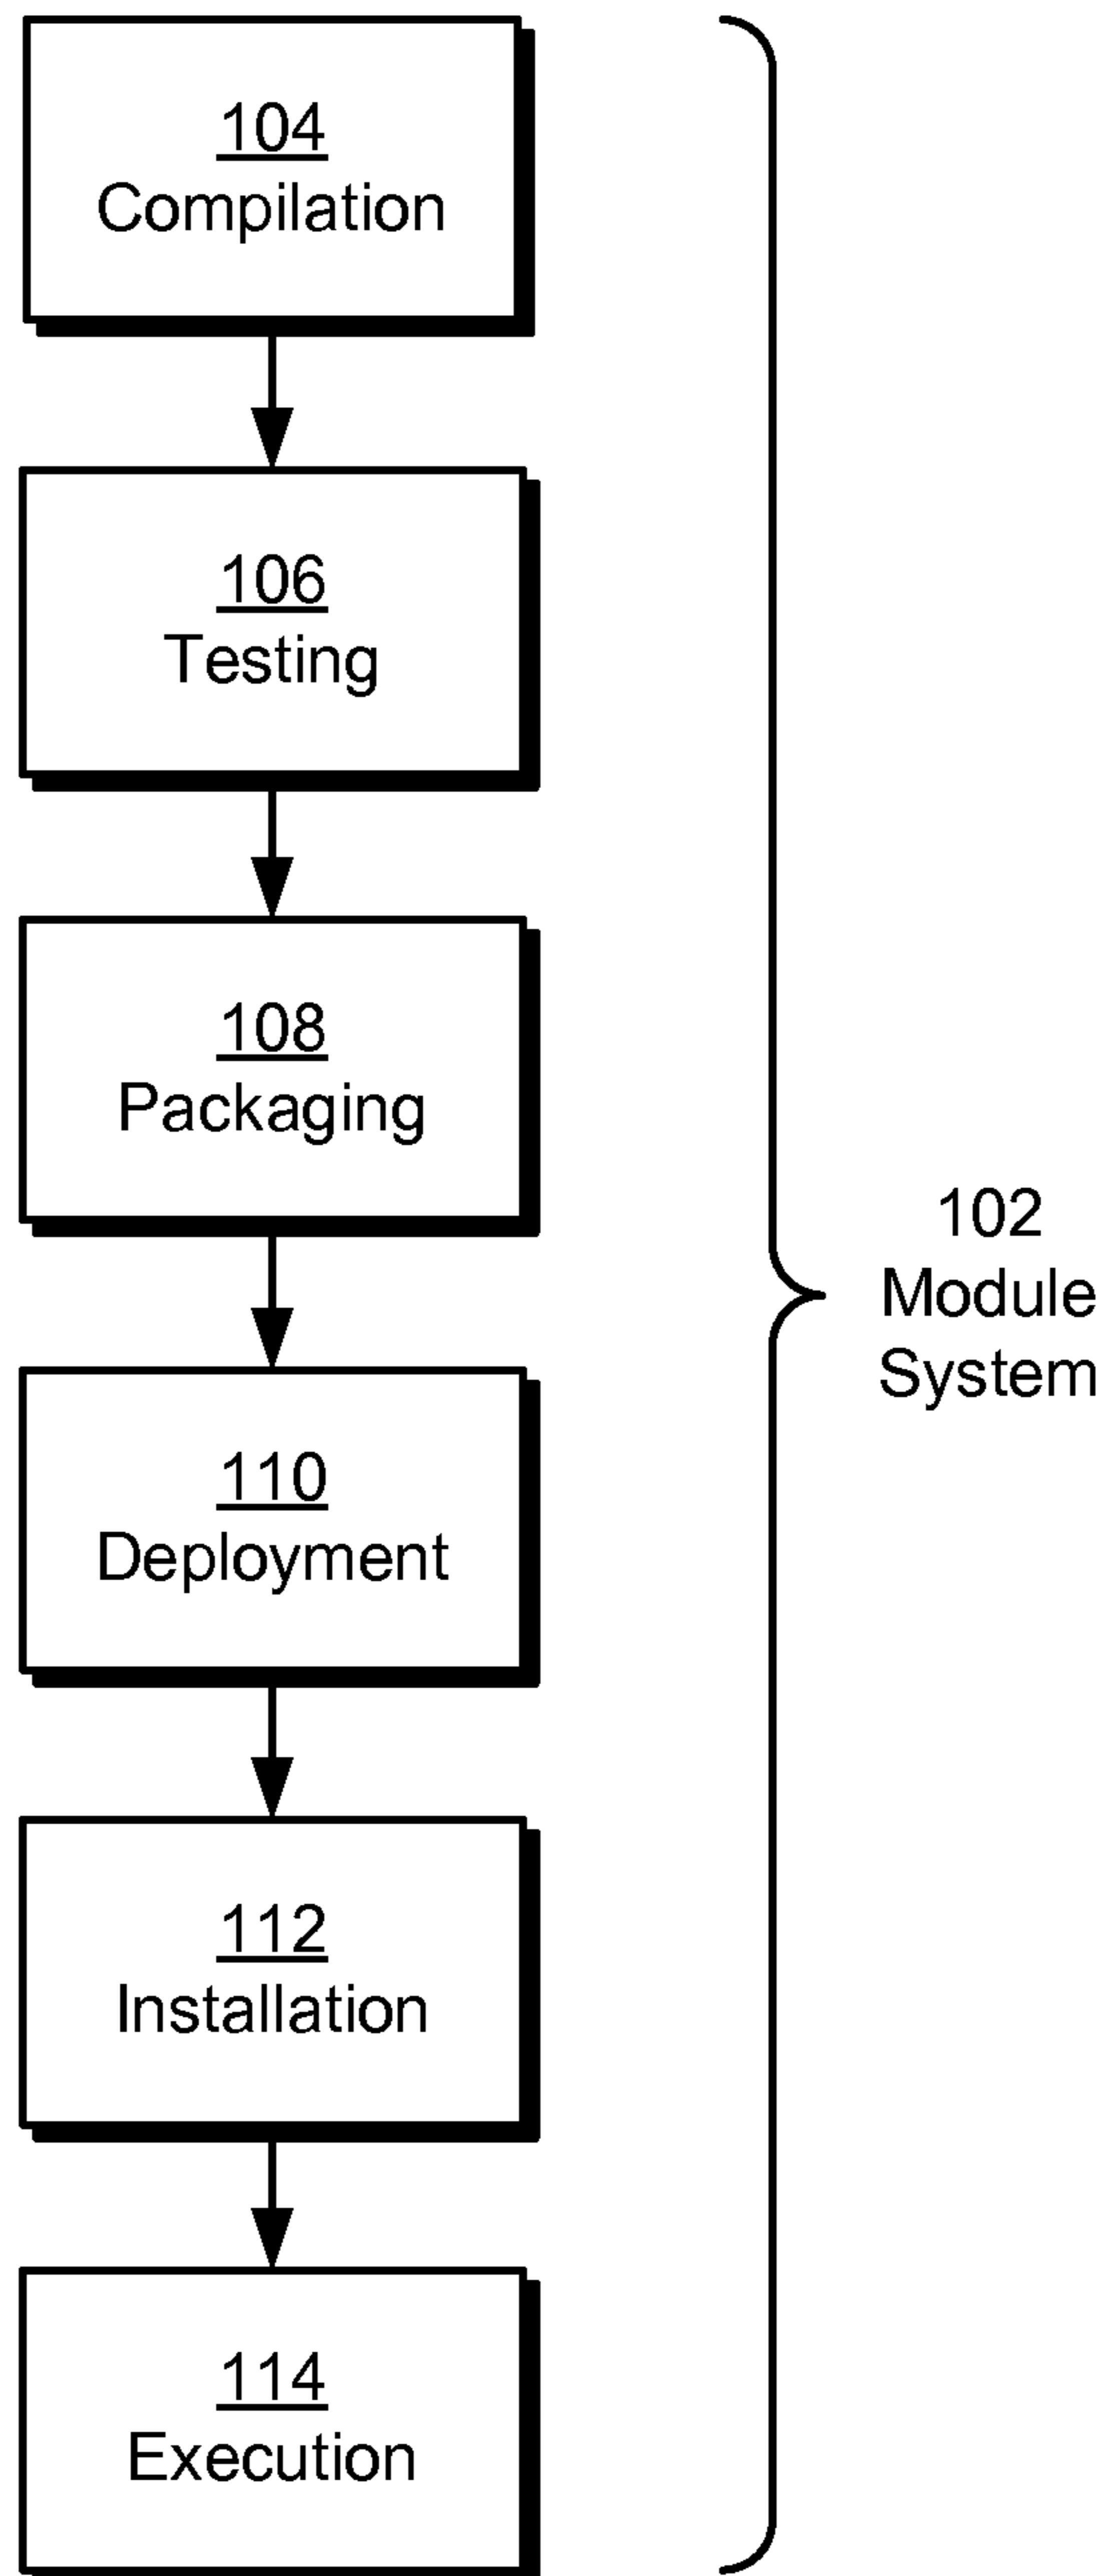 104
Compilation
106
Testing
108
Packaging
110
Deployment
112
Installation
114
Execution
102
Module
System